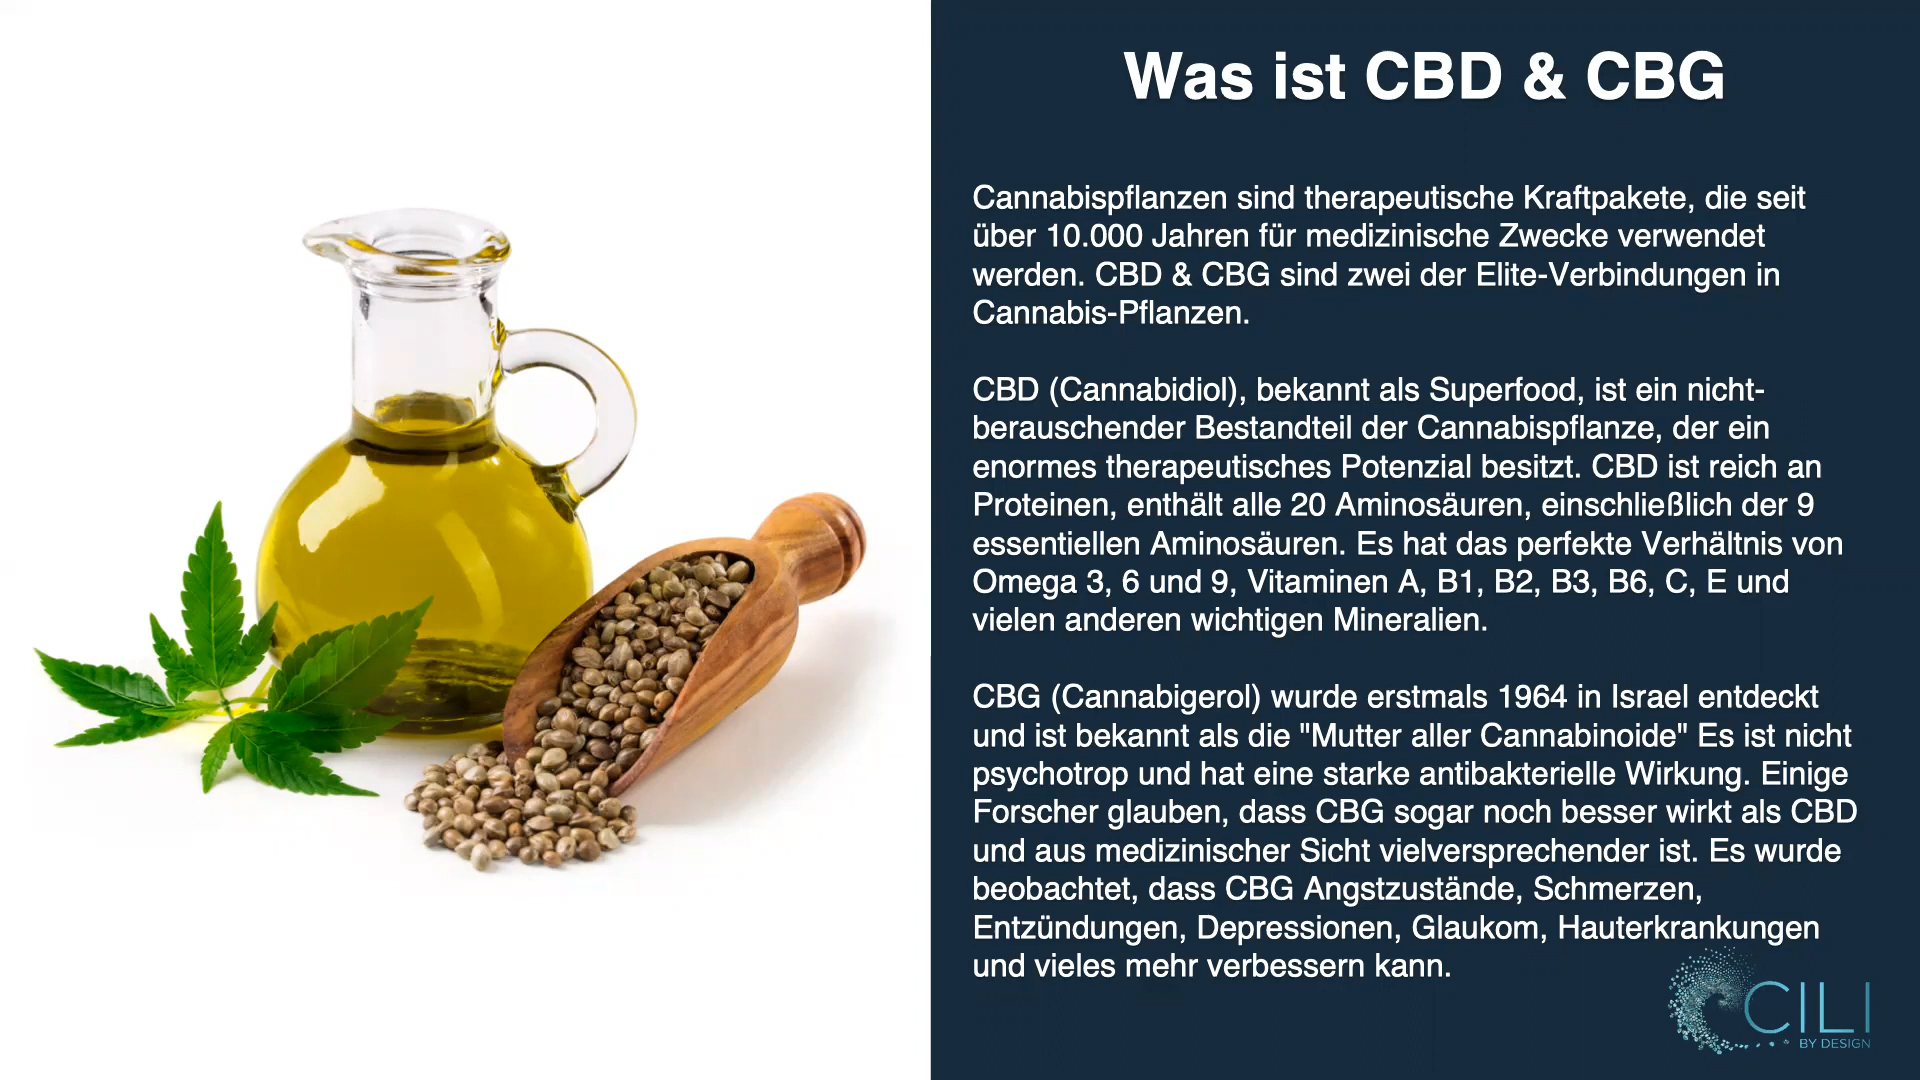 Was ist CBD & CBG
Cannabispflanzen sind therapeutische Kraftpakete, die seit
über 10.000 Jahren für medizinische Zwecke verwendet
werden. CBD & CBG sind zwei der Elite-Verbindungen in
Cannabis-Pflanzen.
CBD (Cannabidiol), bekannt als Superfood, ist ein nicht-
berauschender Bestandteil der Cannabispflanze, der ein
enormes therapeutisches Potenzial besitzt. CBD ist reich an
Proteinen, enthält alle 20 Aminosäuren, einschließlich der 9
essentiellen Aminosäuren. Es hat das perfekte Verhältnis von
Omega 3, 6 und 9, Vitaminen A, B1, B2, B3, B6, C, E und
vielen anderen wichtigen Mineralien.
CBG (Cannabigerol) wurde erstmals 1964 in Israel entdeckt
und ist bekannt als die "Mutter aller Cannabinoide" Es ist nicht
psychotrop und hat eine starke antibakterielle Wirkung. Einige
Forscher glauben, dass CBG sogar noch besser wirkt als CBD
und aus medizinischer Sicht vielversprechender ist. Es wurde
beobachtet, dass CBG Angstzustände, Schmerzen,
Entzündungen, Depressionen, Glaukom, Hauterkrankungen
und vieles mehr verbessern kann.
CILI
BY DESIGN